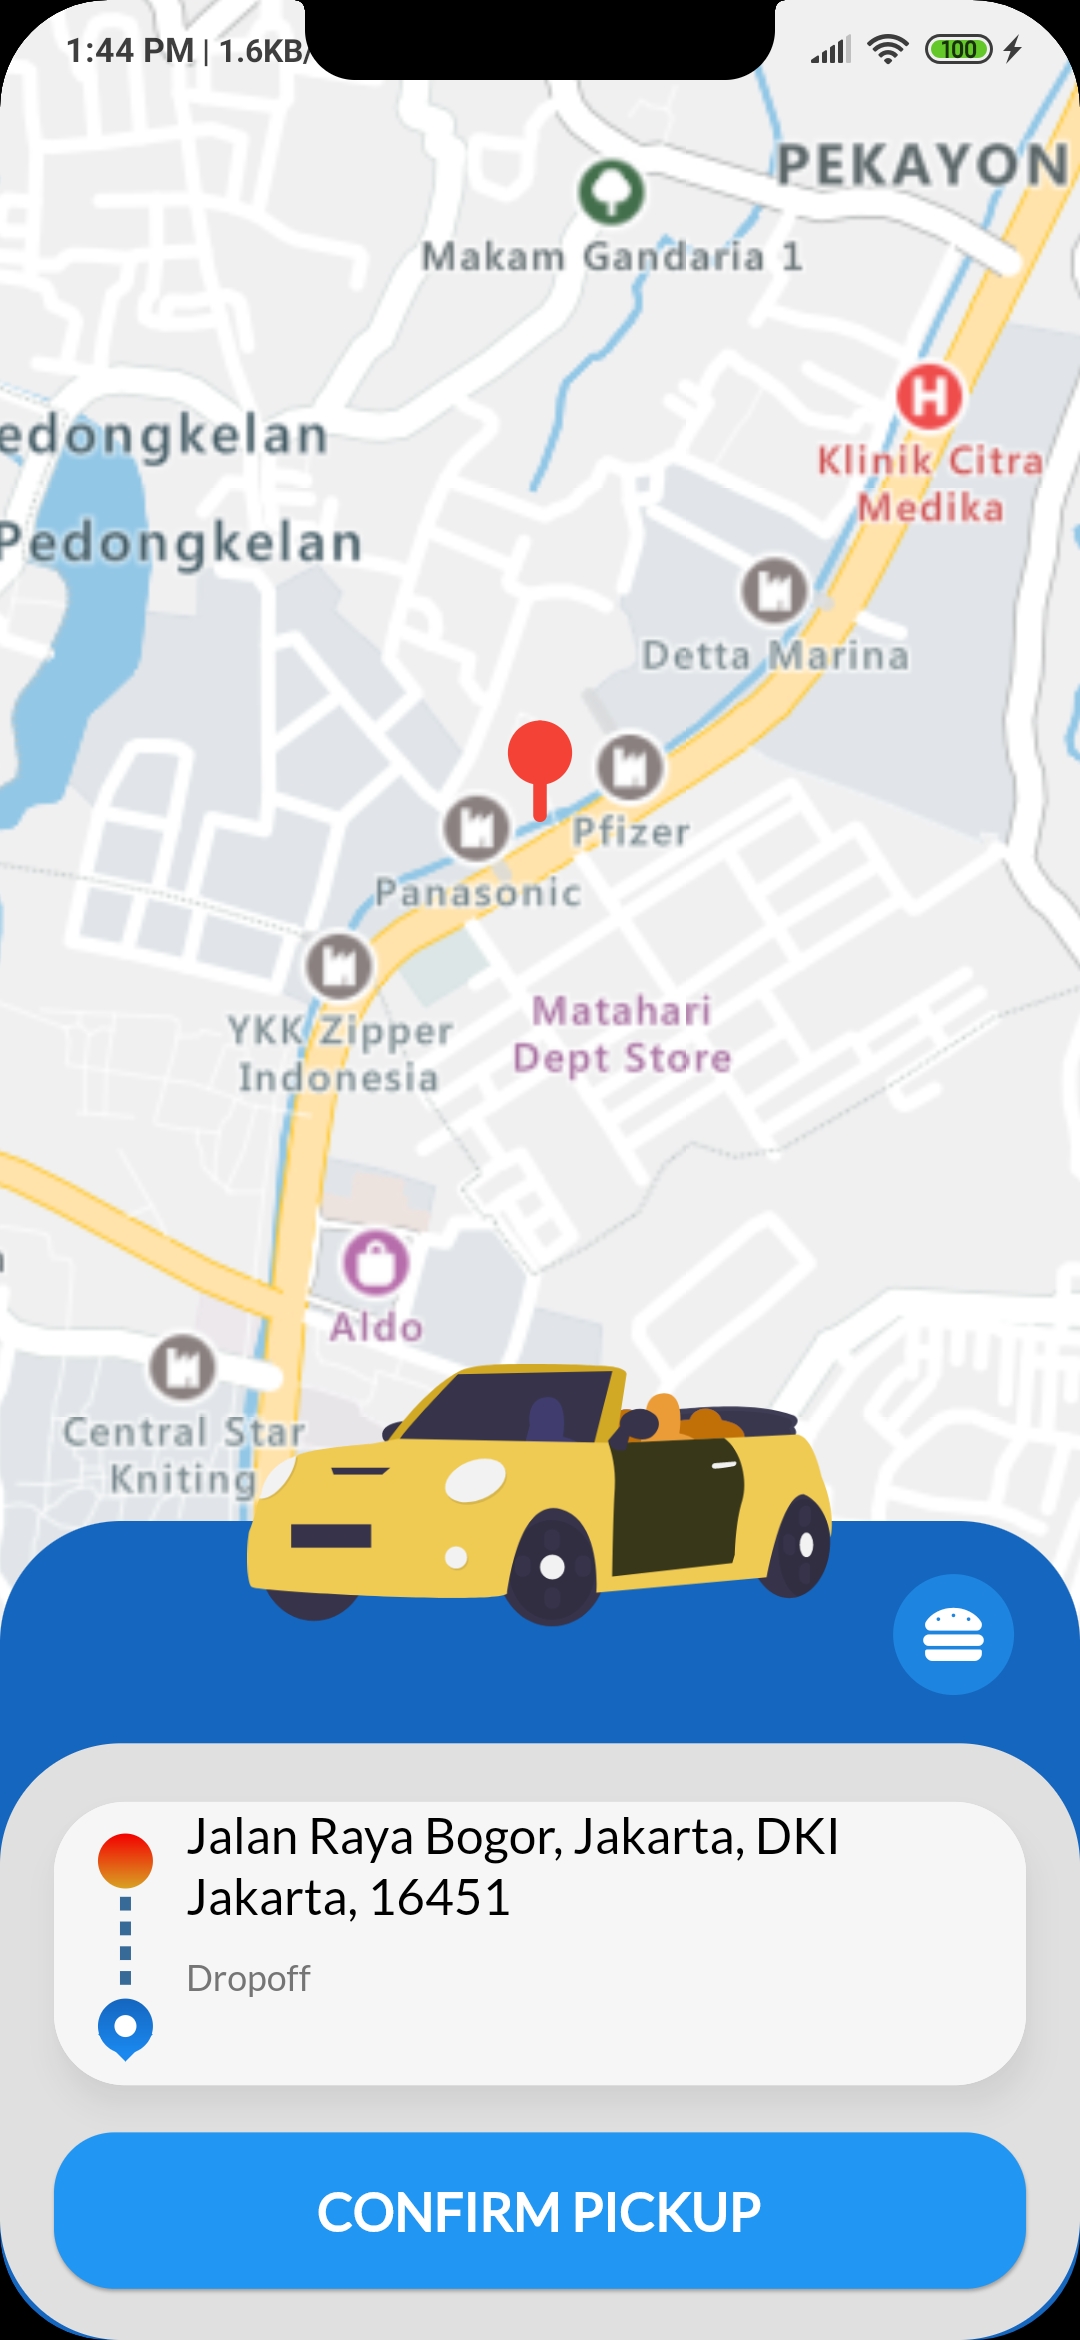 1:44 PM | 1.6KB/
100
PEKAYON
Makam Gandaria 1
edongkelan
Klinik Citra
Medika
Pedongkelan
Detta Marina
Pfizer
Panasonic
Matahari
Dept Store
YKK Zipper
Indonesia
Aldo
Central Star
Kniting
Jalan Raya Bogor, Jakarta, DKI
Jakarta, 16451
Dropoff
CONFIRM PICKUP